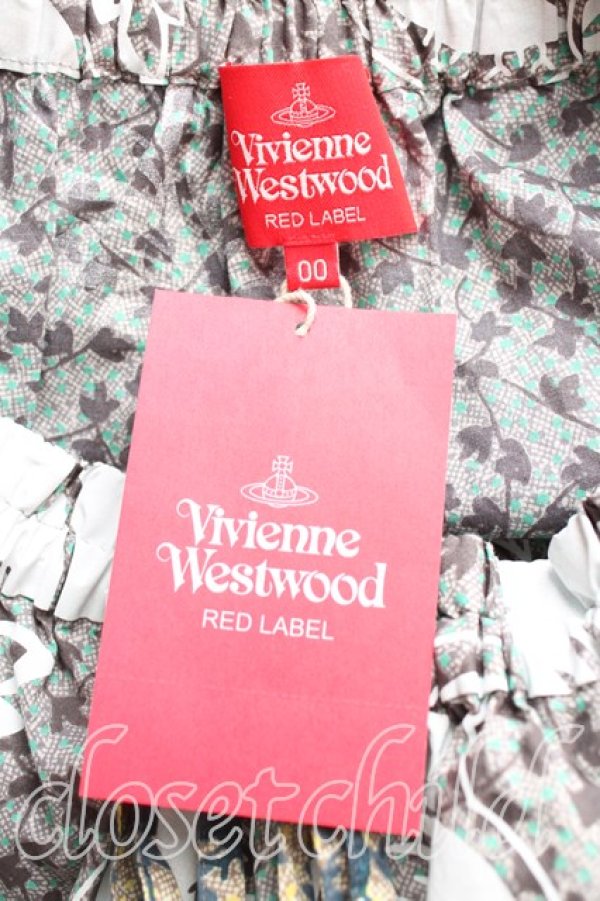 Vivienne
Westwood
RED LABEL
00
Vivienne
Westwood
RED LABEL
closet child